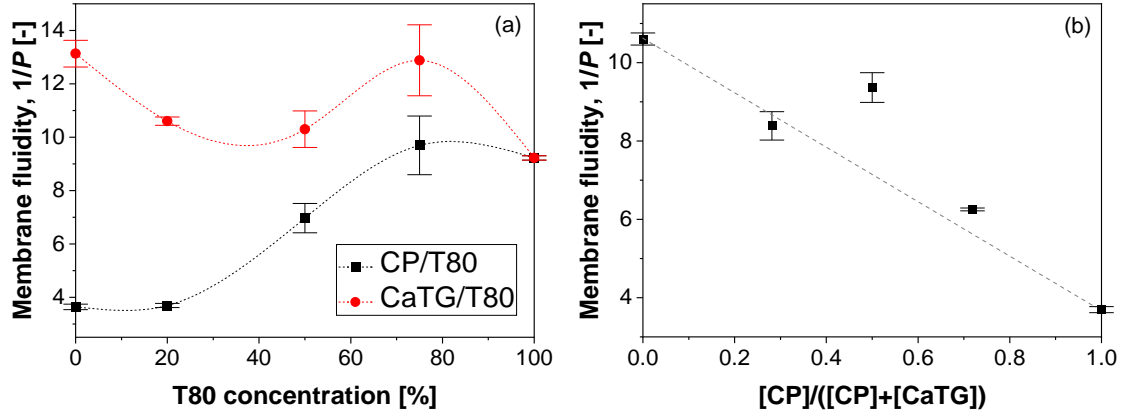 (a)
Membrane fluidity, 1/P [-]
14
12
10
8
6
4
0
20
40
60
80
100
T80 concentration [%]
CP/T80
CaTG/T80
(b)
Membrane fluidity, 1/P [-]
10
8
6
4
0.0
0.2
0.4
0.6
0.8
1.0
[CP]/([CP]+[CaTG])